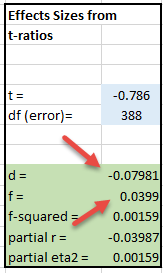 Effects Sizes from
t-ratios
t = -0.786
df (error)= 388
d = -0.07981
f = 0.0399
f-squared = 0.00159
partial r = -0.03987
partial eta2 = 0.00159